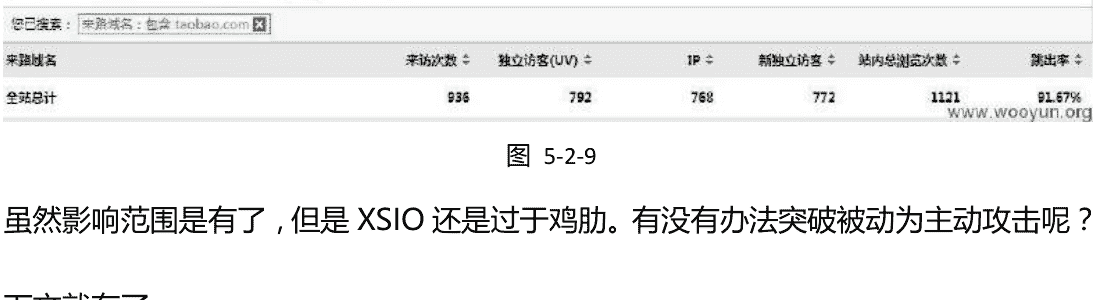 您已搜索： 来路域名：包含 taobao.com
来路域名 来访次数 独立访客(UV) IP 新独立访客 站内总浏览次数 跳出率
全站总计 936 792 768 772 1121 91.67%
www.wooyun.org
图 5-2-9
虽然影响范围是有了，但是 XSIO 还是过于鸡肋。有没有办法突破被动为主动攻击呢？